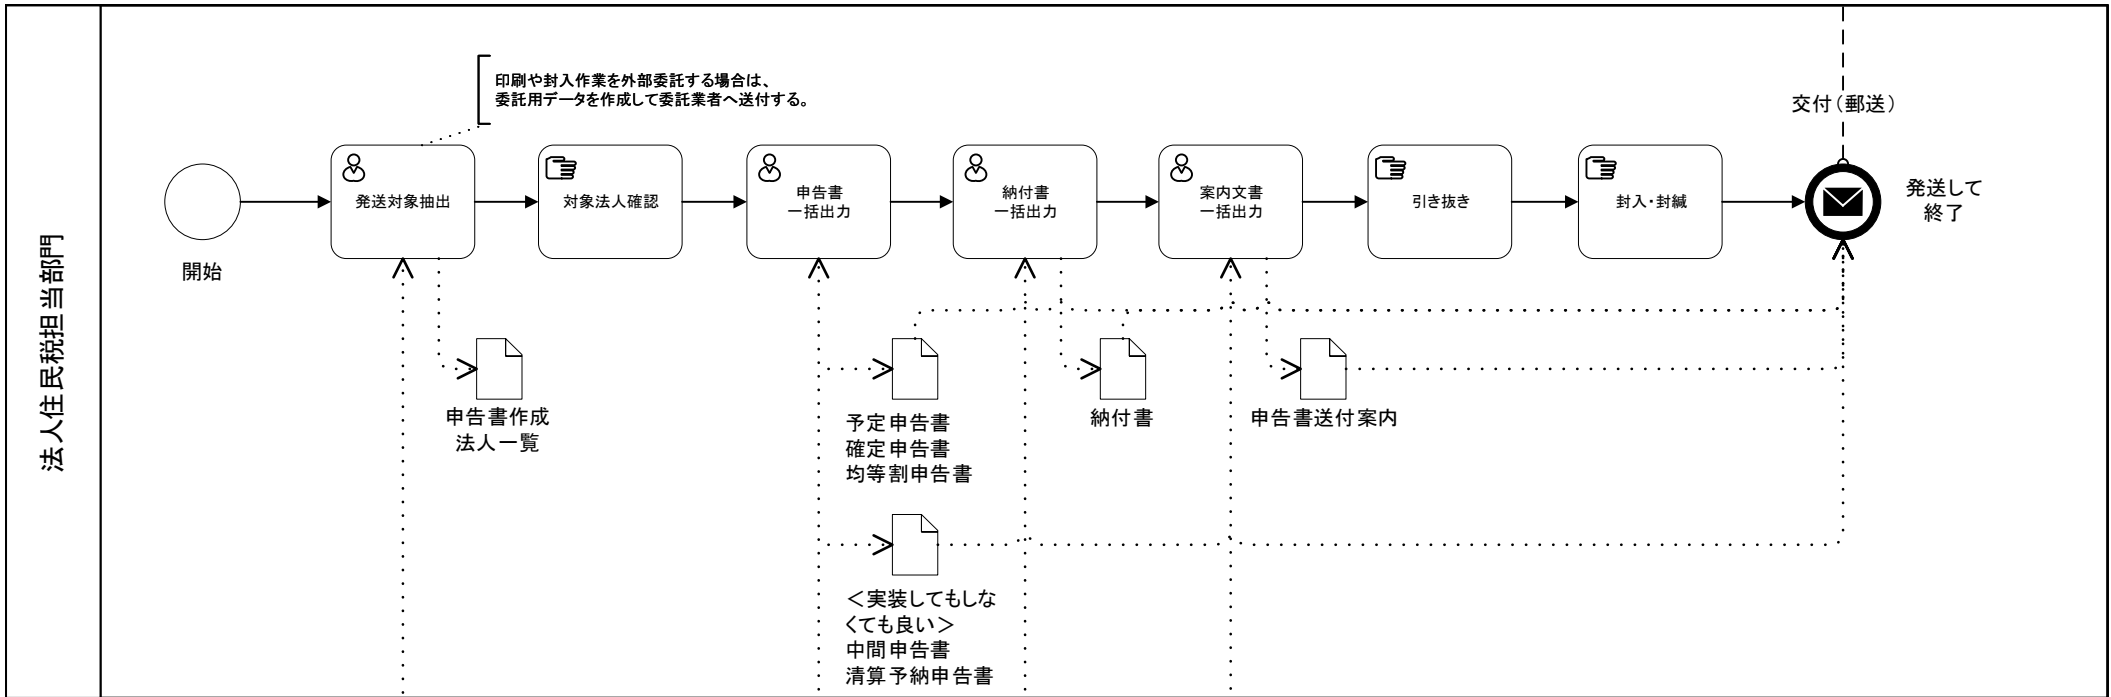 法人住民税担当部門
印刷や封入作業を外部委託する場合は、
委託用データを作成して委託業者へ送付する。
交付(郵送)
開始
発送対象抽出
対象法人確認
申告書
一括出力
納付書
一括出力
案内文書
一括出力
引き抜き
封入・封緘
発送して
終了
申告書作成
法人一覧
予定申告書
確定申告書
均等割申告書
納付書
申告書送付案内
＜実装してもしな
くても良い＞
中間申告書
清算予納申告書